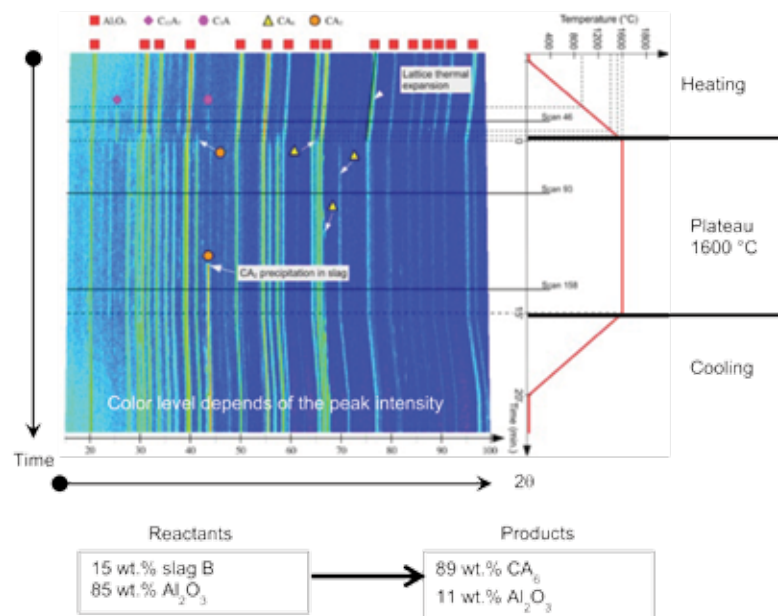 Al₂O₃ C₁₂A₇ C₃A CA₆ CA₂
Temperature (°C)
400 800 1200 1600 1800
Lattice thermal
expansion
Heating
Scan 46
0
Scan 93
Plateau
1600 °C
CA₂ precipitation in slag
Scan 158
15'
Cooling
Color level depends of the peak intensity
20'
Time (min.)
Time
20 30 40 50 60 70 80 90 100
2θ
Reactants
Products
15 wt.% slag B
85 wt.% Al₂O₃
89 wt.% CA₆
11 wt.% Al₂O₃